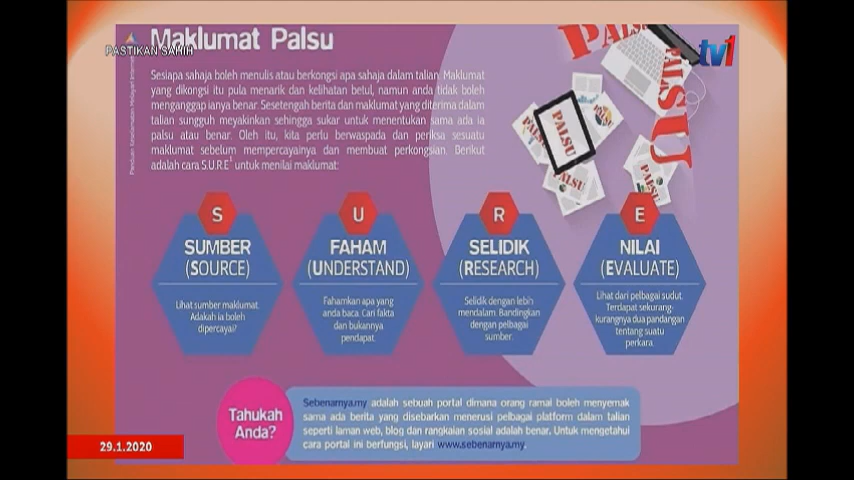 Maklumat Palsu
PASTIKAN SAHIH
tv1
Sesiapa sahaja boleh menulis atau berkongsi apa sahaja dalam talian. Maklumat
yang dikongsi itu pula menarik dan kelihatan betul, namun anda tidak boleh
menganggap ianya benar. Sesetengah berita dan maklumat yang diterima dalam
talian sungguh meyakinkan sehingga sukar untuk menentukan sama ada ia
palsu atau benar. Oleh itu, kita perlu berwaspada dan periksa sesuatu
maklumat sebelum mempercayainya dan membuat perkongsian. Berikut
adalah cara S.U.R.E¹ untuk menilai maklumat:
PALSU
PALSU
PALSU
PALSU
PALSU
PALSU
S
SUMBER
(SOURCE)
Lihat sumber maklumat.
Adakah ia boleh
dipercayai?
U
FAHAM
(UNDERSTAND)
Fahamkan apa yang
anda baca. Cari fakta
dan bukannya
pendapat.
R
SELIDIK
(RESEARCH)
Selidik dengan lebih
mendalam. Bandingkan
dengan pelbagai
sumber.
E
NILAI
(EVALUATE)
Lihat dari pelbagai sudut.
Terdapat sekurang-
kurangnya dua pandangan
tentang suatu
perkara.
Tahukah
Anda?
Sebenarnya.my adalah sebuah portal dimana orang ramai boleh menyemak
sama ada berita yang disebarkan menerusi pelbagai platform dalam talian
seperti laman web, blog dan rangkaian sosial adalah benar. Untuk mengetahui
cara portal ini berfungsi, layari www.sebenarnya.my.
29.1.2020